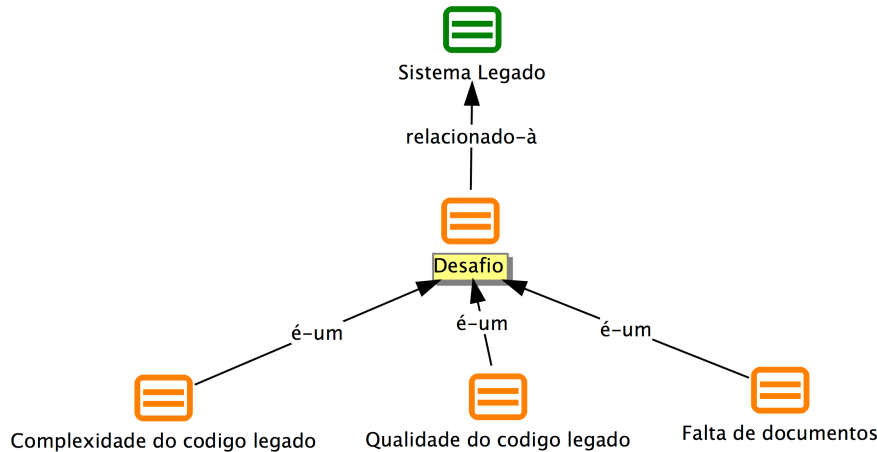 Sistema Legado
relacionado-à
Desafio
é-um
é-um
é-um
Complexidade do codigo legado
Qualidade do codigo legado
Falta de documentos